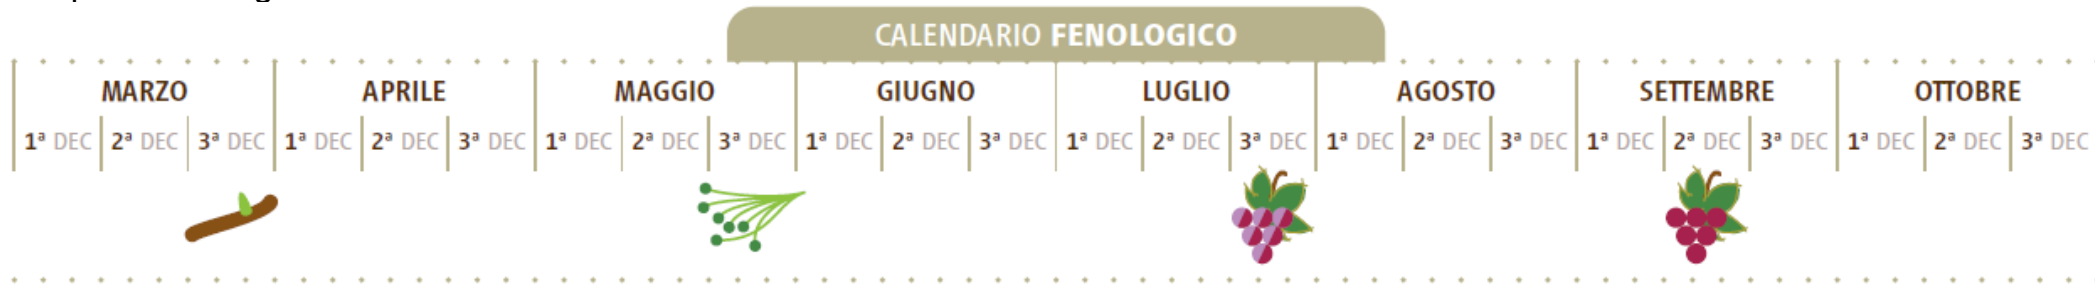 CALENDARIO FENOLOGICO
MARZO APRILE MAGGIO GIUGNO LUGLIO AGOSTO SETTEMBRE OTTOBRE
1ª DEC 2ª DEC 3ª DEC 1ª DEC 2ª DEC 3ª DEC 1ª DEC 2ª DEC 3ª DEC 1ª DEC 2ª DEC 3ª DEC 1ª DEC 2ª DEC 3ª DEC 1ª DEC 2ª DEC 3ª DEC 1ª DEC 2ª DEC 3ª DEC 1ª DEC 2ª DEC 3ª DEC